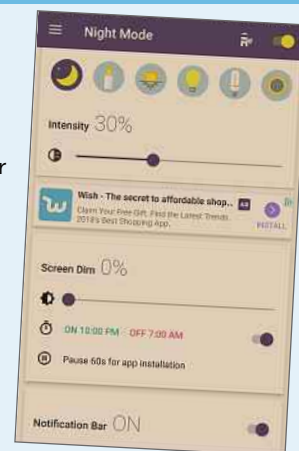 Night Mode
Intensity 30%
r
Wish - The secret to affordable shop..
AD
Claim Your Free Gift. Find the Latest Trends.
2018's Best Shopping App.
INSTALL
Screen Dim 0%
ON 10:00 PM OFF 7:00 AM
Pause 60s for app installation
Notification Bar ON